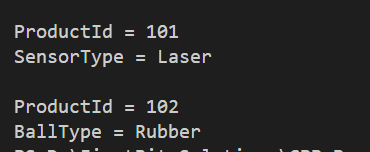 ProductId = 101
SensorType = Laser
ProductId = 102
BallType = Rubber